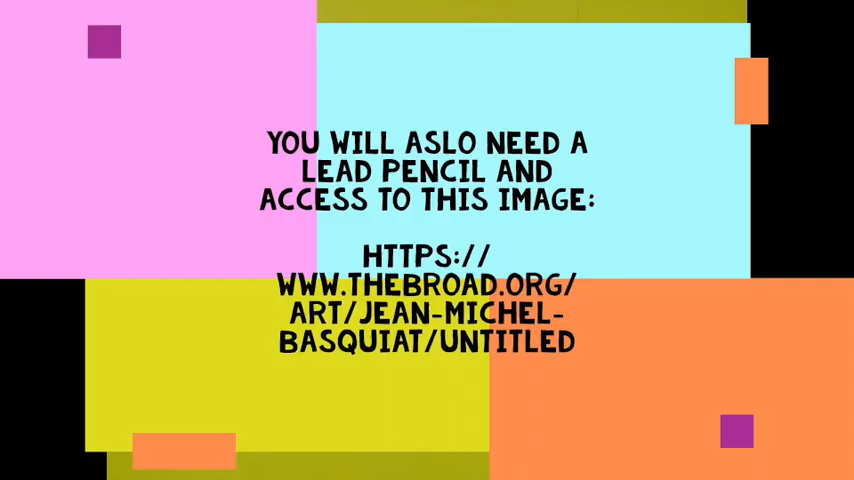 YOU WILL ASLO NEED A
LEAD PENCIL AND
ACCESS TO THIS IMAGE:
HTTPS://
WWW.THEBROAD.ORG/
ART/JEAN-MICHEL-
BASQUIAT/UNTITLED